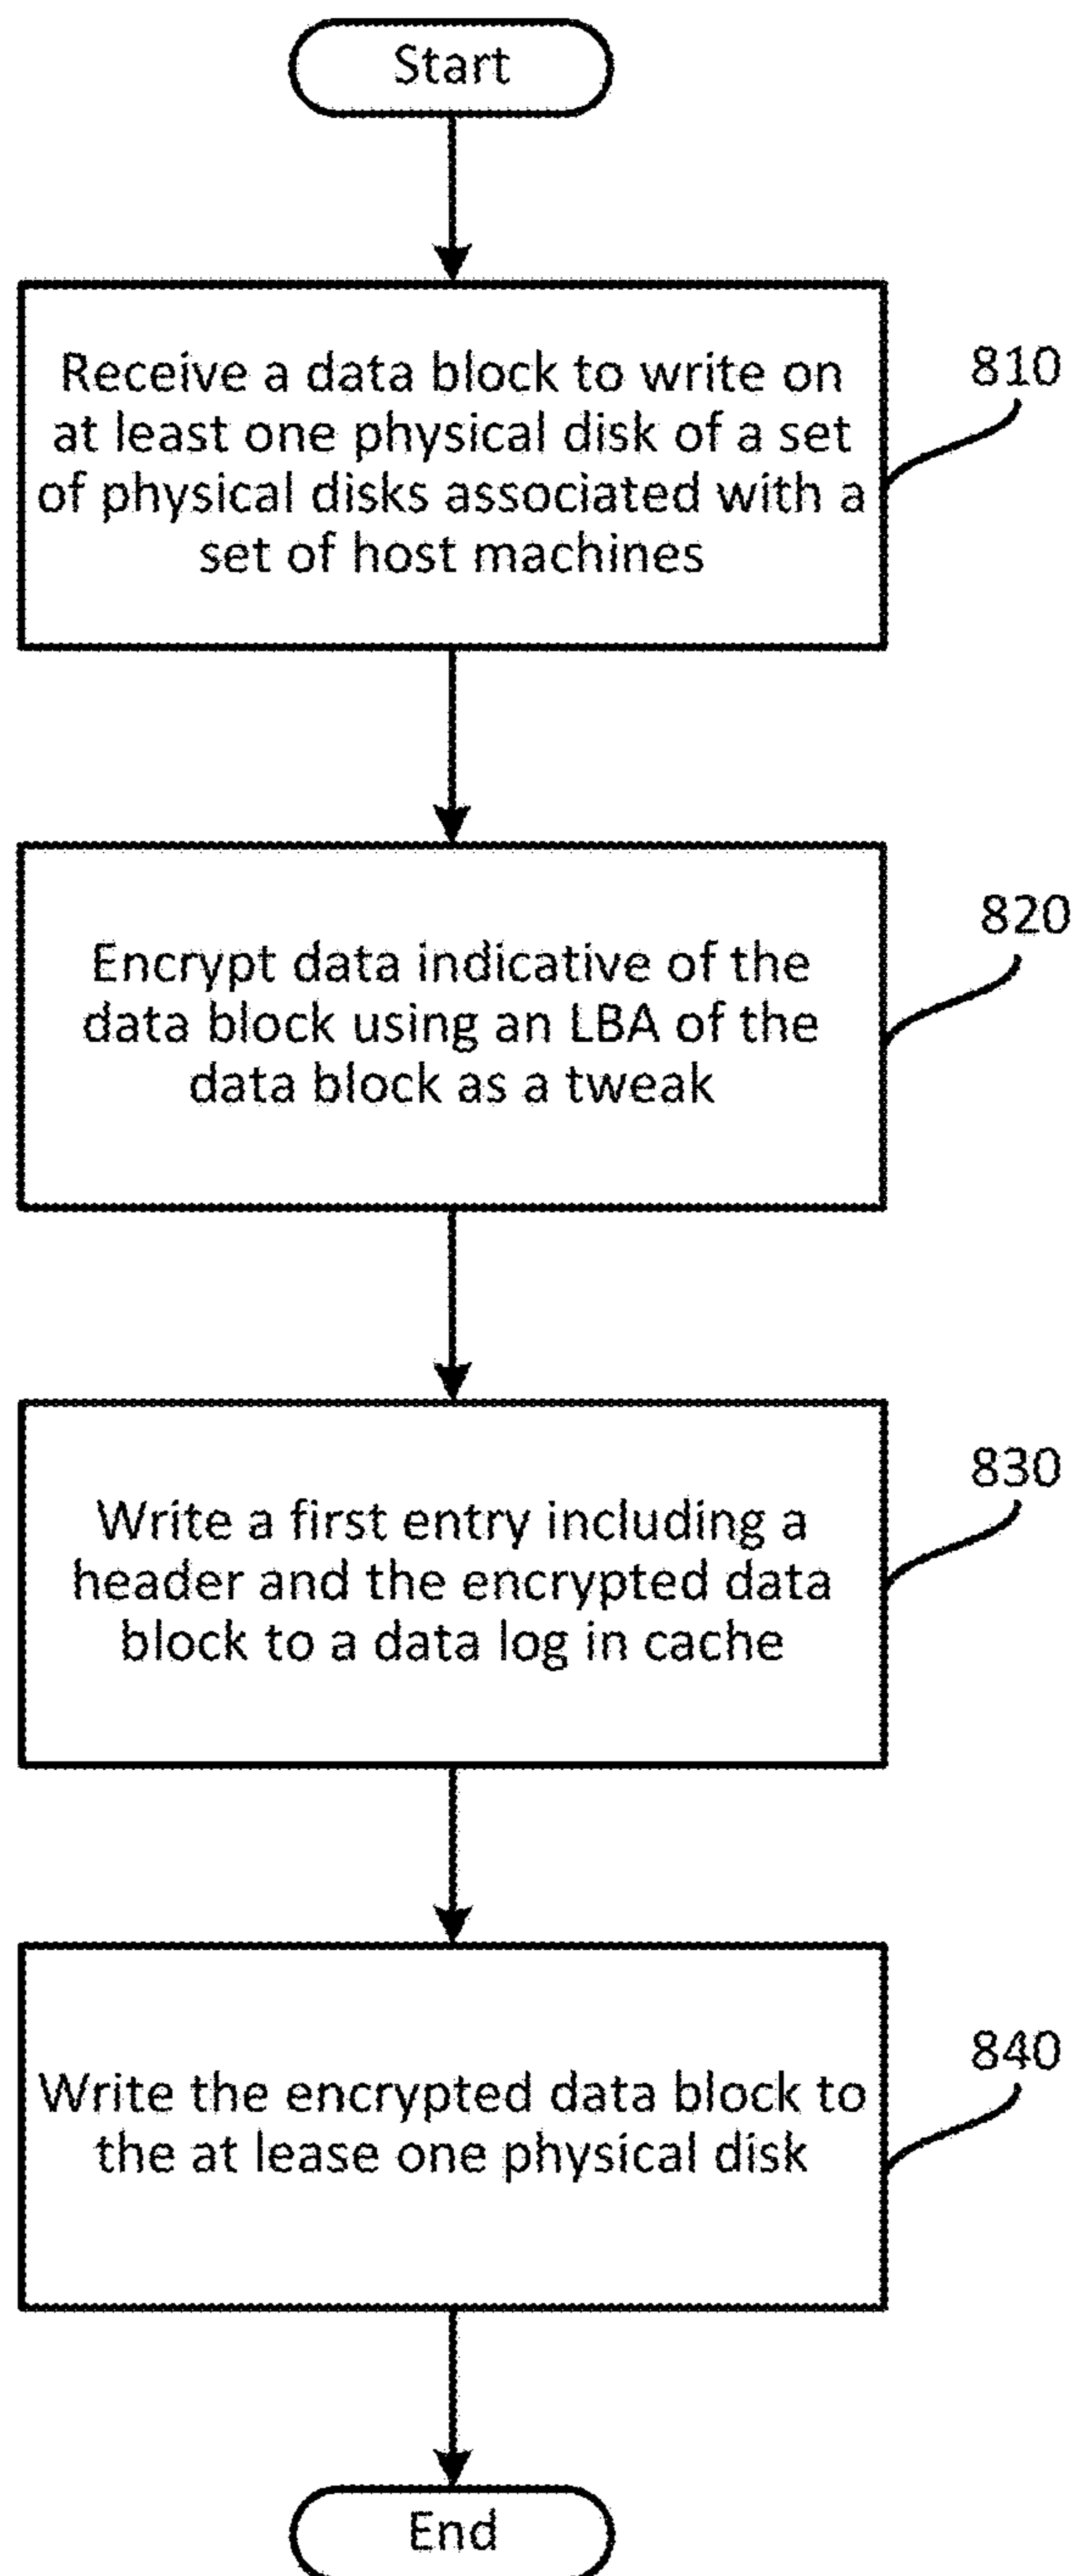 Start
Receive a data block to write on
at least one physical disk of a set
of physical disks associated with a
set of host machines
810
Encrypt data indicative of the
data block using an LBA of the
data block as a tweak
820
Write a first entry including a
header and the encrypted data
block to a data log in cache
830
Write the encrypted data block to
the at lease one physical disk
840
End